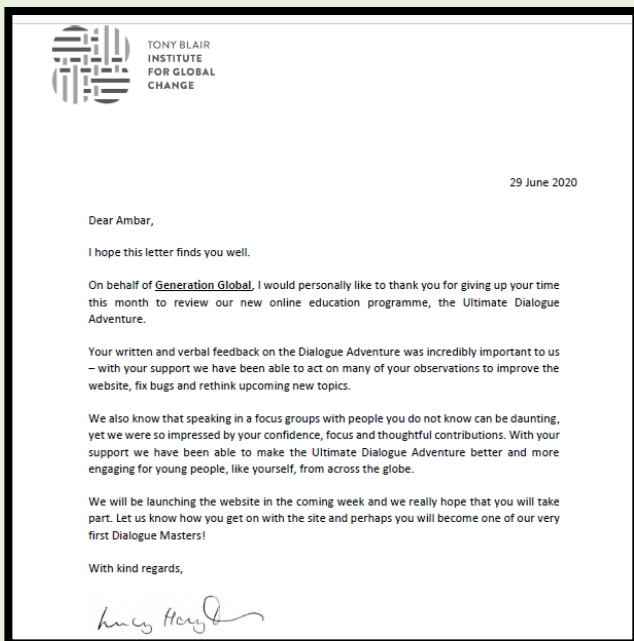 TONY BLAIR
INSTITUTE
FOR GLOBAL
CHANGE
29 June 2020
Dear Ambar,
I hope this letter finds you well.
On behalf of Generation Global, I would personally like to thank you for giving up your time
this month to review our new online education programme, the Ultimate Dialogue
Adventure.
Your written and verbal feedback on the Dialogue Adventure was incredibly important to us
– with your support we have been able to act on many of your observations to improve the
website, fix bugs and rethink upcoming new topics.
We also know that speaking in a focus groups with people you do not know can be daunting,
yet we were so impressed by your confidence, focus and thoughtful contributions. With your
support we have been able to make the Ultimate Dialogue Adventure better and more
engaging for young people, like yourself, from across the globe.
We will be launching the website in the coming week and we really hope that you will take
part. Let us know how you get on with the site and perhaps you will become one of our very
first Dialogue Masters!
With kind regards,
Lucy